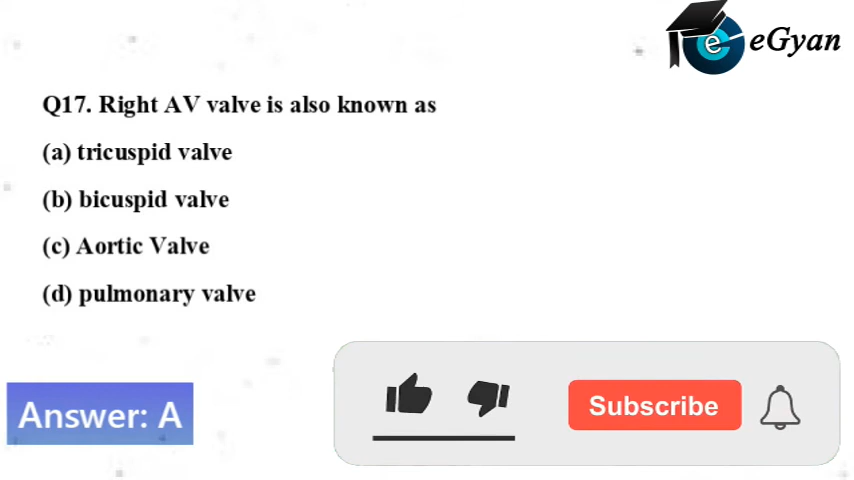 e eGyan
Q17. Right AV valve is also known as
(a) tricuspid valve
(b) bicuspid valve
(c) Aortic Valve
(d) pulmonary valve
Answer: A
Subscribe